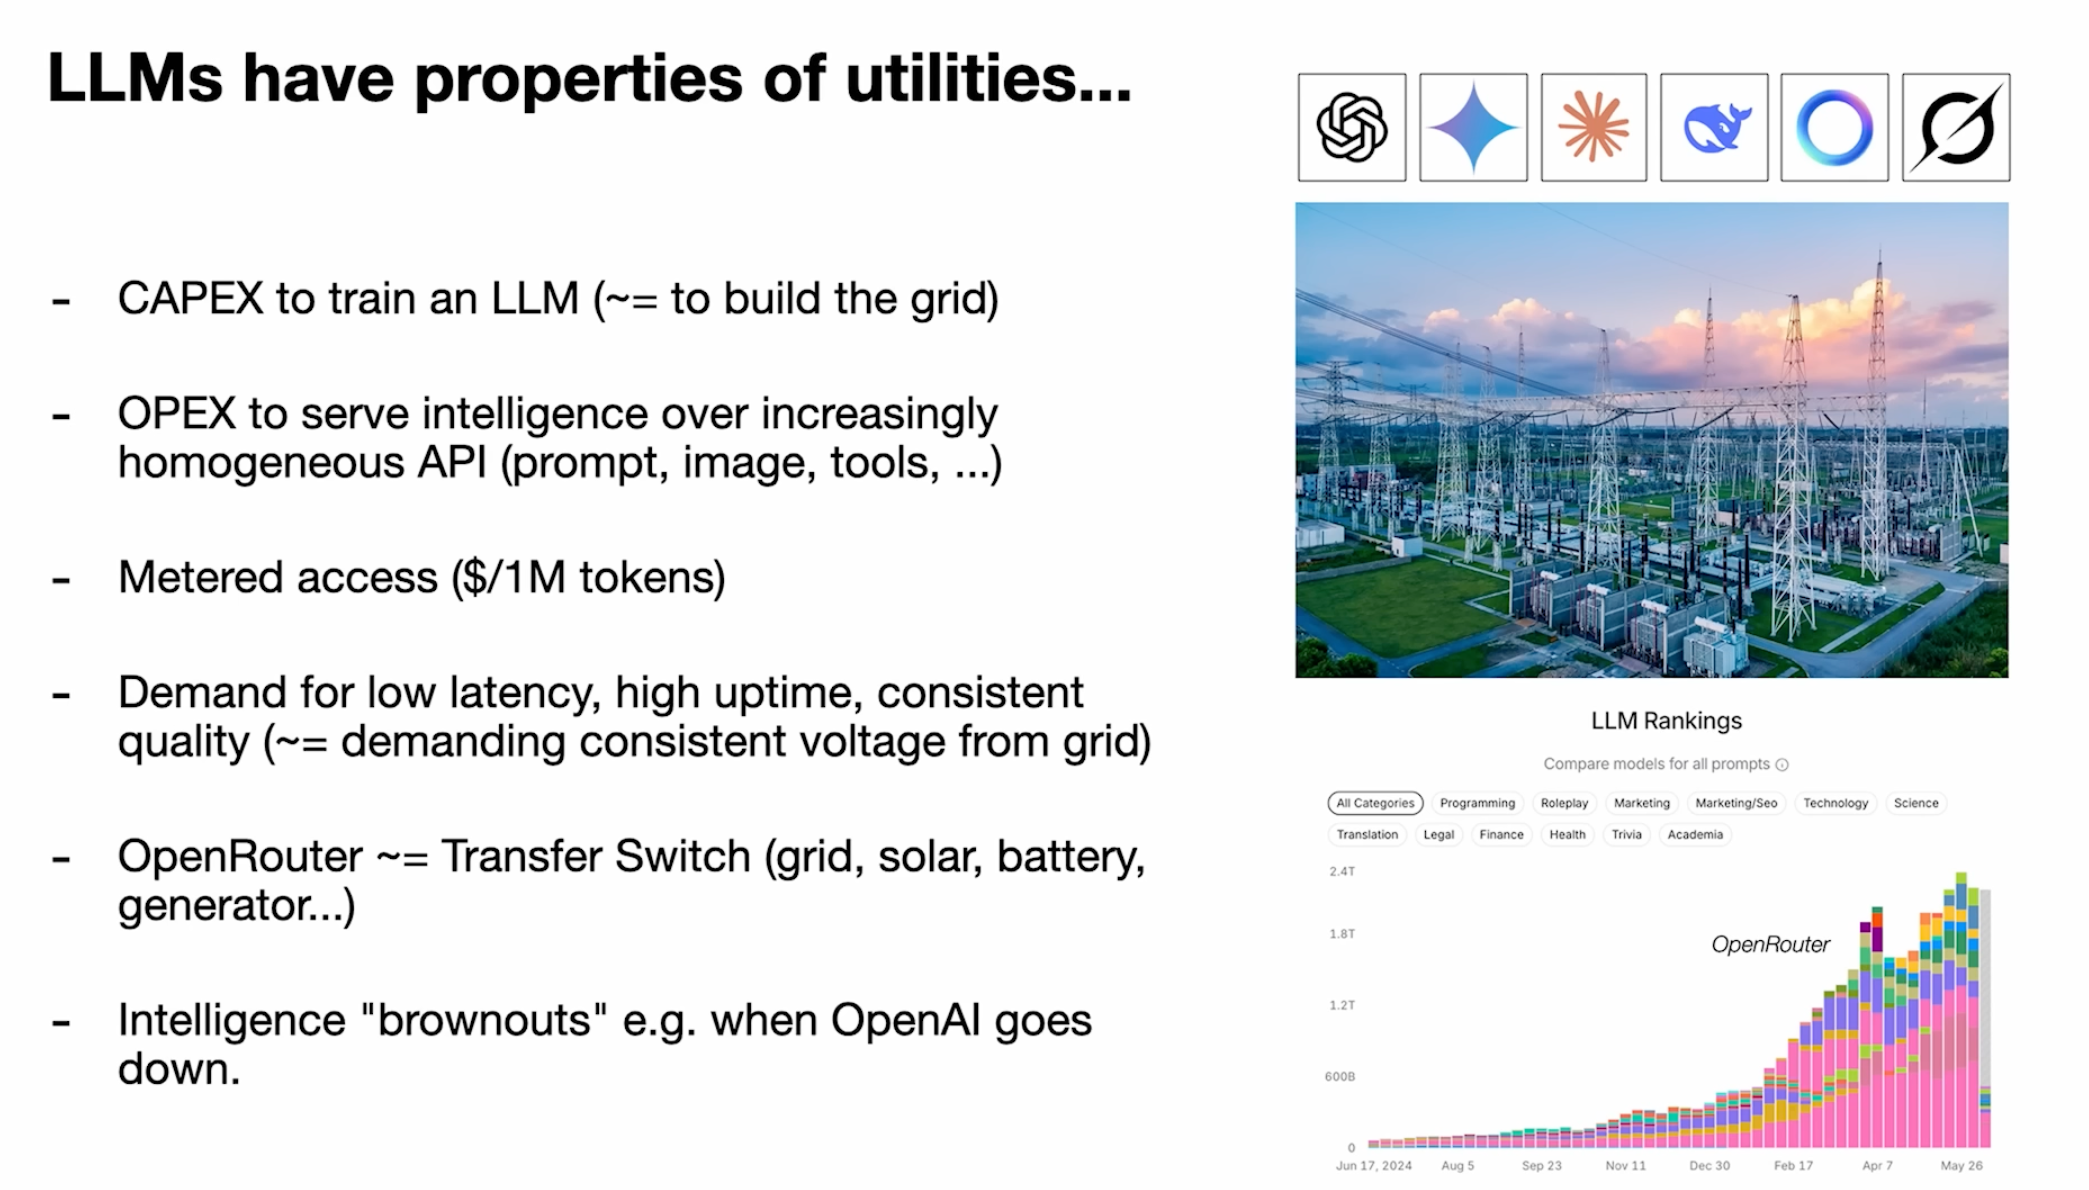 LLMs have properties of utilities...
- CAPEX to train an LLM (~= to build the grid)
- OPEX to serve intelligence over increasingly
homogeneous API (prompt, image, tools, ...)
- Metered access ($/1M tokens)
- Demand for low latency, high uptime, consistent
quality (~= demanding consistent voltage from grid)
- OpenRouter ~= Transfer Switch (grid, solar, battery,
generator...)
- Intelligence "brownouts" e.g. when OpenAI goes
down.
LLM Rankings
Compare models for all prompts
All Categories Programming Roleplay Marketing Marketing/Seo Technology Science
Translation Legal Finance Health Trivia Academia
2.4T
1.8T
OpenRouter
1.2T
600B
0
Jun 17, 2024 Aug 5 Sep 23 Nov 11 Dec 30 Feb 17 Apr 7 May 26